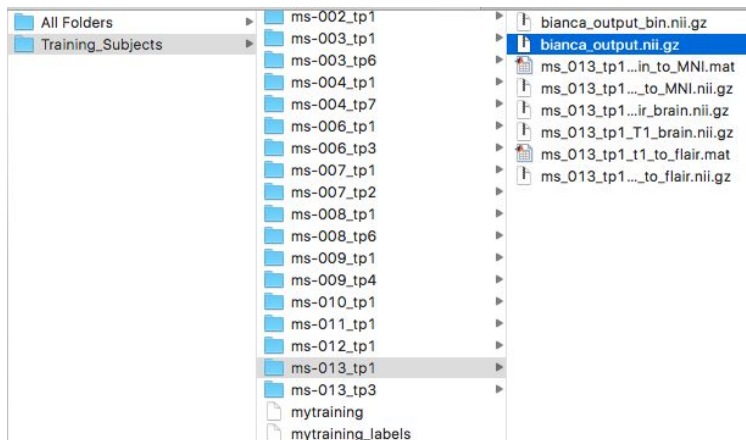 All Folders
Training_Subjects
ms-002_tp1
ms-003_tp1
ms-003_tp6
ms-004_tp1
ms-004_tp7
ms-006_tp1
ms-006_tp3
ms-007_tp1
ms-007_tp2
ms-008_tp1
ms-008_tp6
ms-009_tp1
ms-009_tp4
ms-010_tp1
ms-011_tp1
ms-012_tp1
ms-013_tp1
ms-013_tp3
mytraining
mytraining_labels
bianca_output_bin.nii.gz
bianca_output.nii.gz
ms_013_tp1...in_to_MNI.mat
ms_013_tp1..._to_MNI.nii.gz
ms_013_tp1...ir_brain.nii.gz
ms_013_tp1_T1_brain.nii.gz
ms_013_tp1_t1_to_flair.mat
ms_013_tp1..._to_flair.nii.gz